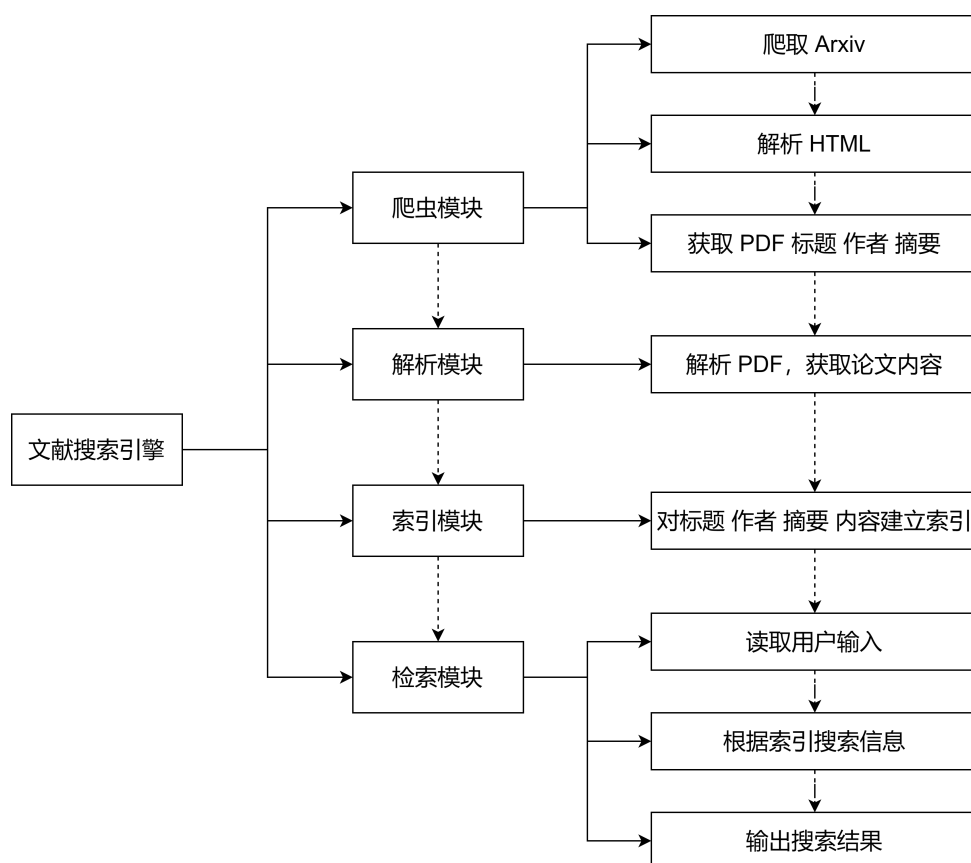 文献搜索引擎
爬虫模块
解析模块
索引模块
检索模块
爬取 Arxiv
解析 HTML
获取 PDF 标题 作者 摘要
解析 PDF，获取论文内容
对标题 作者 摘要 内容建立索引
读取用户输入
根据索引搜索信息
输出搜索结果